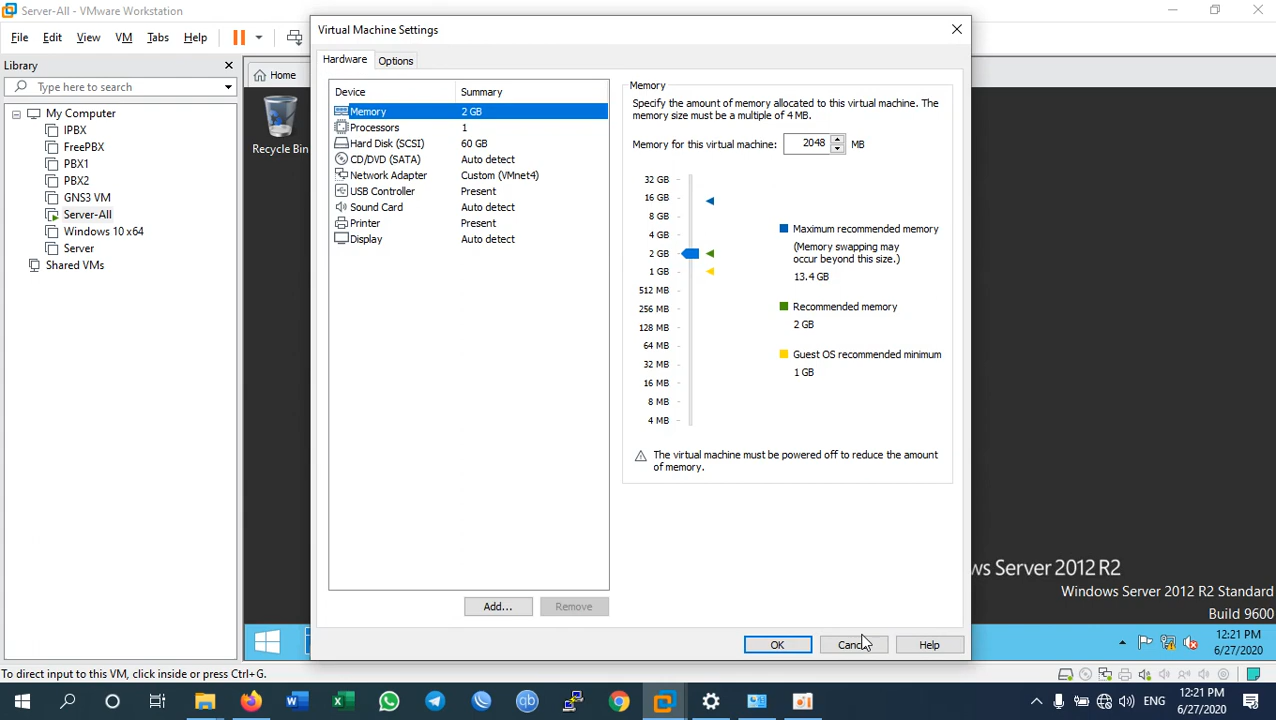 Server-All - VMware Workstation
File Edit View VM Tabs Help
Library
Type here to search
My Computer
IPBX
FreePBX
PBX1
PBX2
GNS3 VM
Server-All
Windows 10 x64
Server
Shared VMs
Home
Recycle Bin
Virtual Machine Settings
Hardware Options
Device Summary
Memory 2 GB
Processors 1
Hard Disk (SCSI) 60 GB
CD/DVD (SATA) Auto detect
Network Adapter Custom (VMnet4)
USB Controller Present
Sound Card Auto detect
Printer Present
Display Auto detect
Add... Remove
Memory
Specify the amount of memory allocated to this virtual machine. The
memory size must be a multiple of 4 MB.
Memory for this virtual machine: 2048 MB
32 GB
16 GB
8 GB
4 GB
2 GB
1 GB
512 MB
256 MB
128 MB
64 MB
32 MB
16 MB
8 MB
4 MB
Maximum recommended memory
(Memory swapping may
occur beyond this size.)
13.4 GB
Recommended memory
2 GB
Guest OS recommended minimum
1 GB
The virtual machine must be powered off to reduce the amount
of memory.
OK Cancel Help
ws Server 2012 R2
Windows Server 2012 R2 Standard
Build 9600
12:21 PM
6/27/2020
To direct input to this VM, click inside or press Ctrl+G.
ENG
12:21 PM
6/27/2020